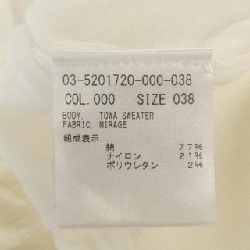 03-5201720-000-038
COL.000 SIZE 038
BODY. TOWA SWEATER
FABRIC. MIRAGE
組成表示
綿 77%
ナイロン 21%
ポリウレタン 2%